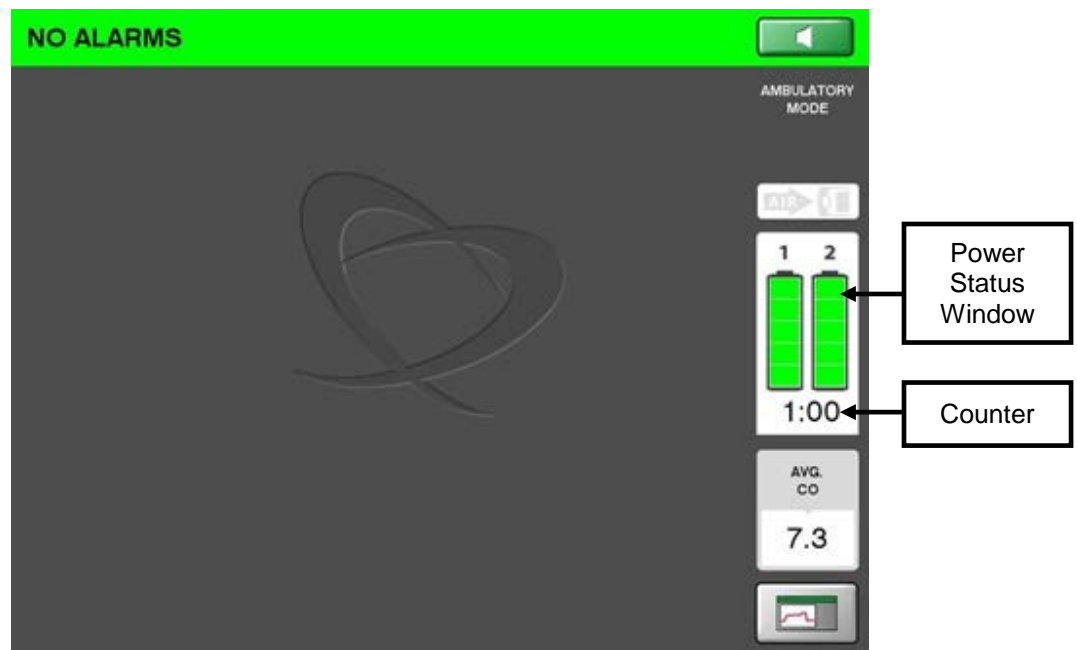 NO ALARMS
AMBULATORY
MODE
AIR
1 2
Power
Status
Window
1:00
Counter
AVG.
CO
7.3